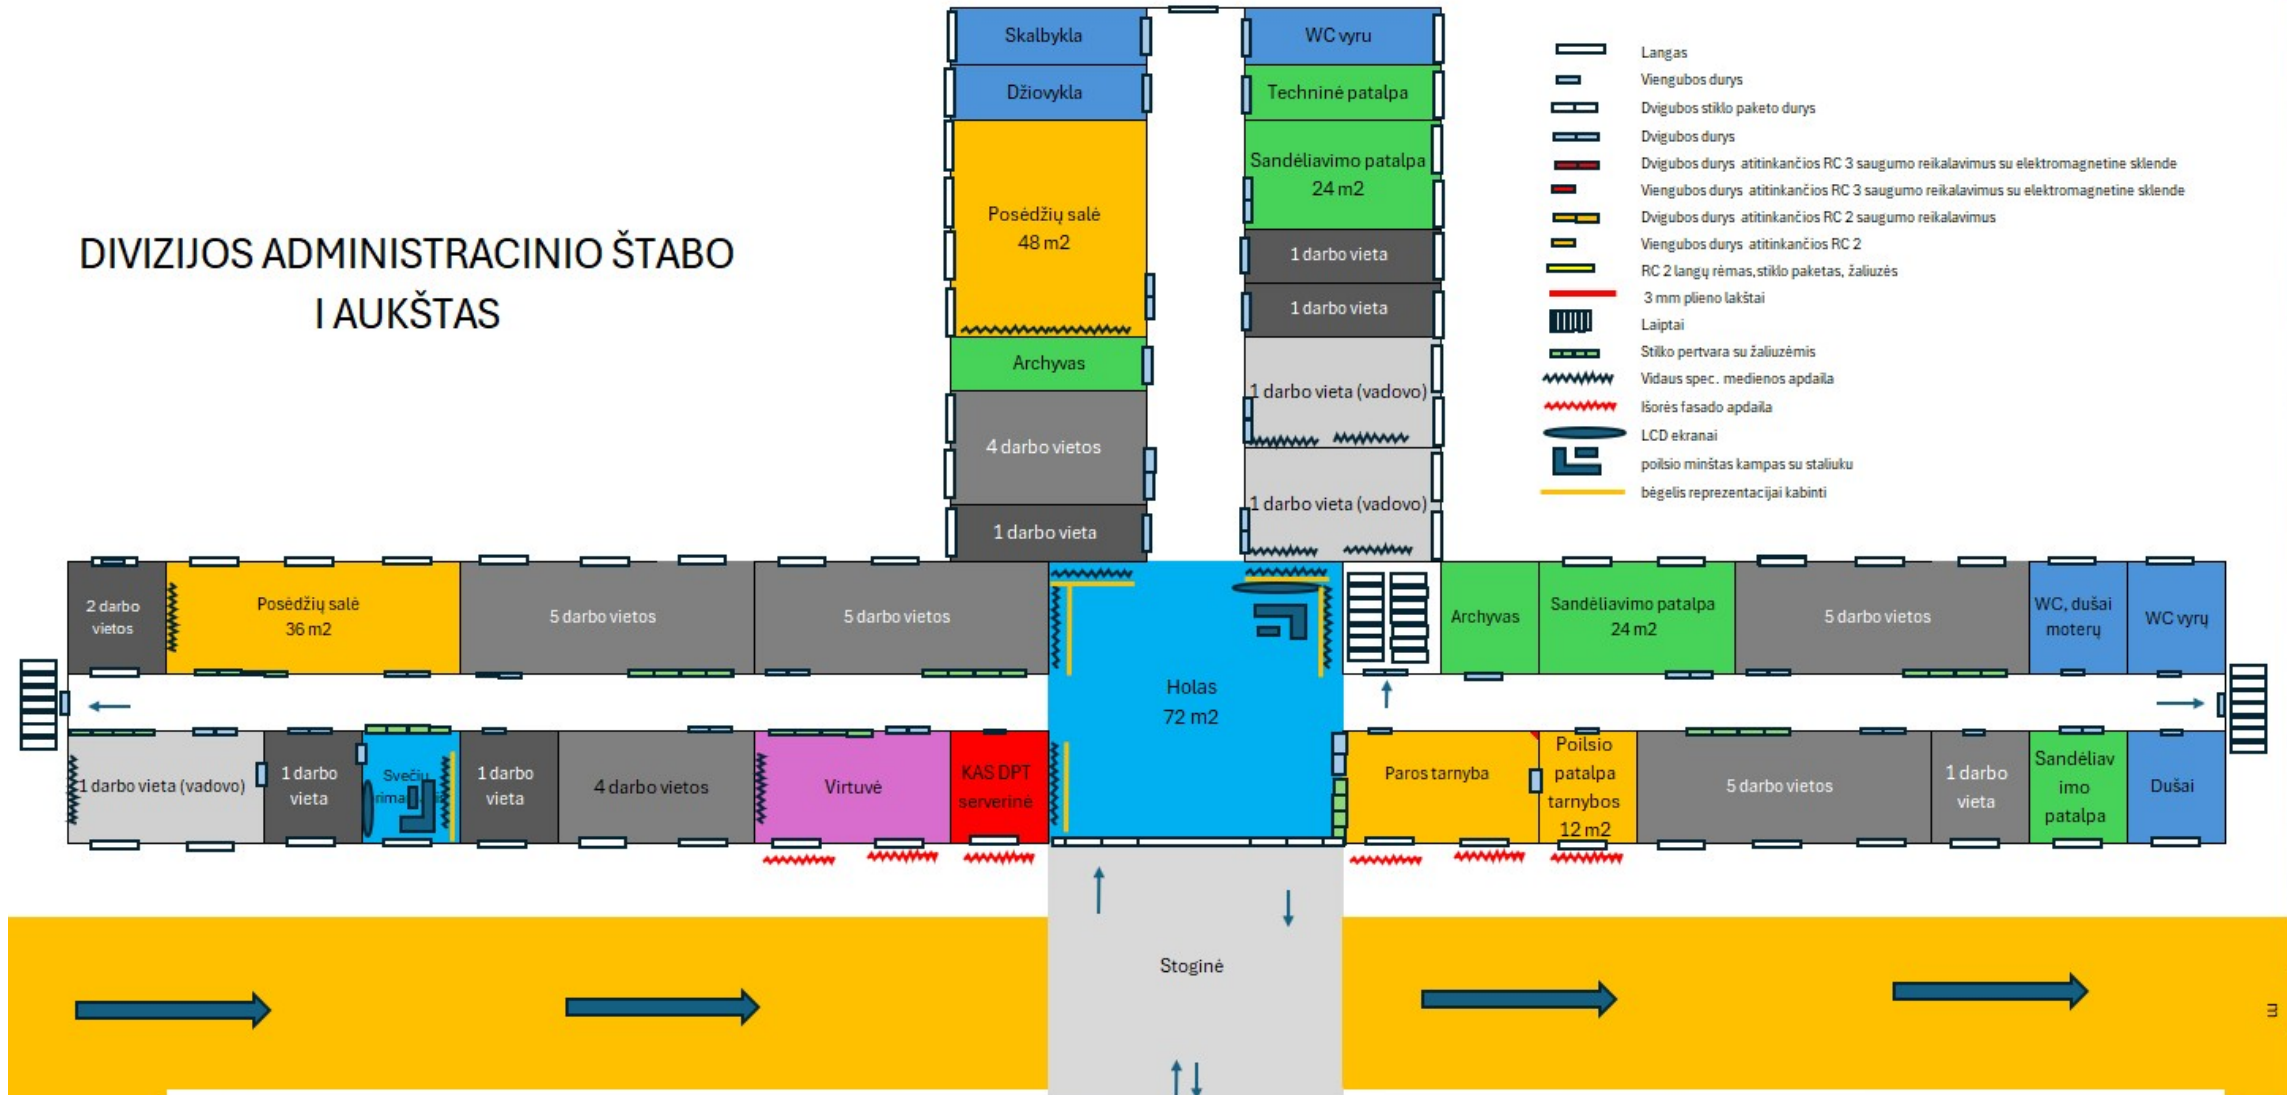 DIVIZIJOS ADMINISTRACINIO ŠTABO
I AUKŠTAS
Skalbykla
Džiovykla
Posėdžių salė
48 m2
Archyvas
4 darbo vietos
1 darbo vieta
WC vyru
Techninė patalpa
Sandėliavimo patalpa
24 m2
1 darbo vieta
1 darbo vieta
1 darbo vieta (vadovo)
1 darbo vieta (vadovo)
Langas
Viengubos durys
Dvigubos stiklo paketo durys
Dvigubos durys
Dvigubos durys atitinkančios RC 3 saugumo reikalavimus su elektromagnetine sklende
Viengubos durys atitinkančios RC 3 saugumo reikalavimus su elektromagnetine sklende
Dvigubos durys atitinkančios RC 2 saugumo reikalavimus
Viengubos durys atitinkančios RC 2
RC 2 langų rėmas,stiklo paketas, žaliuzės
3 mm plieno lakštai
Laiptai
Stilko pertvara su žaliuzėmis
Vidaus spec. medienos apdaila
Išorės fasado apdaila
LCD ekranai
poilsio minštas kampas su staliuku
bėgelis reprezentacijai kabinti
2 darbo
vietos
Posėdžių salė
36 m2
5 darbo vietos
5 darbo vietos
Holas
72 m2
Archyvas
Sandėliavimo patalpa
24 m2
5 darbo vietos
WC, dušai
moterų
WC vyrų
1 darbo vieta (vadovo)
1 darbo
vieta
Svečių
1 darbo
vieta
4 darbo vietos
Virtuvė
KAS DPT
serverinė
Paros tarnyba
Poilsio
patalpa
tarnybos
12 m2
5 darbo vietos
1 darbo
vieta
Sandėliav
imo
patalpa
Dušai
Stoginė
m